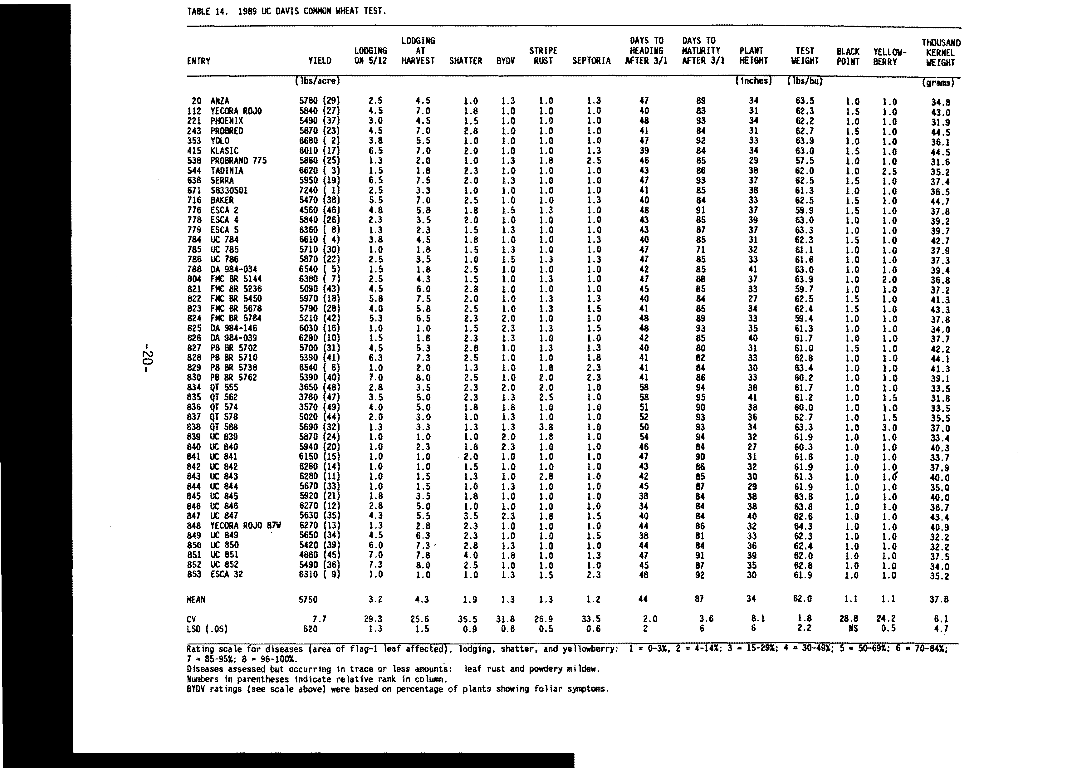 TABLE 14. 1989 UC DAVIS COMMON WHEAT TEST.
ENTRY YIELD LODGING ON 5/12 LODGING AT HARVEST SHATTER BYDV STRIPE RUST SEPTORIA DAYS TO HEADING AFTER 3/1 DAYS TO MATURITY AFTER 3/1 PLANT HEIGHT TEST WEIGHT BLACK POINT YELLOW-BERRY THOUSAND KERNEL WEIGHT
(lbs/acre) (inches) (lbs/bu) (grams)
20 ANZA 5780 (29) 2.5 4.5 1.0 1.3 1.0 1.3 47 89 34 63.5 1.0 1.0 34.8
112 YECORA ROJO 5840 (27) 4.5 7.0 1.8 1.0 1.0 1.0 40 83 31 62.3 1.5 1.0 43.0
221 PHOENIX 5490 (37) 3.0 4.5 1.5 1.0 1.0 1.0 48 93 34 62.2 1.0 1.0 31.9
243 PROBRED 5870 (23) 4.5 7.0 2.8 1.0 1.0 1.0 41 84 31 62.7 1.5 1.0 44.5
353 YOLO 6680 ( 2) 3.8 5.5 1.0 1.0 1.0 1.0 47 92 33 63.9 1.0 1.0 36.1
415 KLASIC 6010 (17) 6.5 7.0 2.0 1.0 1.0 1.3 39 84 34 63.0 1.5 1.0 44.5
538 PROBRAND 775 5860 (25) 1.3 2.0 1.0 1.3 1.8 2.5 46 85 29 57.5 1.0 1.0 31.6
544 TADINIA 6620 ( 3) 1.5 1.8 2.3 1.0 1.0 1.0 43 86 38 62.0 1.0 2.5 35.2
638 SERRA 5950 (19) 6.5 7.5 2.0 1.3 1.0 1.0 47 93 37 62.5 1.5 1.0 37.4
671 S8330501 7240 ( 1) 2.5 3.3 1.0 1.0 1.0 1.0 41 85 38 61.3 1.0 1.0 36.5
716 BAKER 5470 (38) 5.5 7.0 2.5 1.0 1.0 1.3 40 84 33 62.5 1.5 1.0 44.7
776 ESCA 2 4560 (46) 4.8 5.8 1.8 1.5 1.3 1.0 48 91 37 59.9 1.5 1.0 37.8
778 ESCA 4 5840 (26) 2.3 3.5 2.0 1.0 1.0 1.0 43 85 39 63.0 1.0 1.0 39.2
779 ESCA 5 6360 ( 8) 1.3 2.3 1.5 1.3 1.0 1.0 43 87 37 63.3 1.0 1.0 39.7
784 UC 784 6610 ( 4) 3.8 4.5 1.8 1.0 1.0 1.3 40 85 31 62.3 1.5 1.0 42.7
785 UC 785 5710 (30) 1.0 1.8 1.5 1.3 1.0 1.0 47 71 32 61.1 1.0 1.0 37.9
786 UC 786 5870 (22) 2.5 3.5 1.0 1.5 1.3 1.3 47 85 33 61.6 1.0 1.0 37.3
788 DA 984-034 6540 ( 5) 1.5 1.8 2.5 1.0 1.0 1.0 42 85 41 63.0 1.0 1.0 39.4
804 FMC BR 5144 6380 ( 7) 2.5 4.3 1.5 1.0 1.3 1.0 47 88 37 63.9 1.0 2.0 36.8
821 FMC BR 5236 5090 (43) 4.5 6.0 2.8 1.0 1.0 1.0 45 85 33 59.7 1.0 1.0 37.2
822 FMC BR 5450 5970 (18) 5.8 7.5 2.0 1.0 1.3 1.3 40 84 27 62.5 1.5 1.0 41.3
823 FMC BR 5678 5790 (28) 4.0 5.8 2.5 1.0 1.3 1.5 41 85 34 62.4 1.5 1.0 43.3
824 FMC BR 5784 5210 (42) 5.3 6.5 2.3 2.0 1.0 1.0 48 89 33 59.4 1.0 1.0 37.8
825 DA 984-146 6030 (16) 1.0 1.0 1.5 2.3 1.3 1.5 48 93 35 61.3 1.0 1.0 34.0
826 DA 984-039 6290 (10) 1.5 1.8 2.3 1.3 1.0 1.0 42 85 40 61.7 1.0 1.0 37.7
827 PB BR 5702 5700 (31) 4.5 5.3 2.8 1.0 1.3 1.3 40 80 31 61.0 1.5 1.0 42.2
828 PB BR 5710 5390 (41) 6.3 7.3 2.5 1.0 1.0 1.8 41 82 33 62.8 1.0 1.0 44.1
829 PB BR 5738 6540 ( 6) 1.0 2.0 1.3 1.0 1.8 2.3 41 84 30 63.4 1.0 1.0 41.3
830 PB BR 5762 5390 (40) 7.0 8.0 2.5 1.0 2.0 2.3 41 86 33 60.2 1.0 1.0 39.1
834 QT 555 3650 (48) 2.8 3.5 2.3 2.0 2.0 1.0 58 94 38 61.7 1.0 1.0 33.5
835 QT 562 3780 (47) 3.5 5.0 2.3 1.3 2.5 1.0 58 95 41 61.2 1.0 1.5 31.8
836 QT 574 3570 (49) 4.0 5.0 1.8 1.8 1.0 1.0 51 90 38 60.0 1.0 1.0 33.5
837 QT 578 5020 (44) 2.0 3.0 1.0 1.3 1.0 1.0 52 93 36 62.7 1.0 1.5 35.5
838 QT 588 5690 (32) 1.3 3.3 1.3 1.3 3.8 1.0 50 93 34 63.3 1.0 3.0 37.0
839 UC 839 5870 (24) 1.0 1.0 1.0 2.0 1.8 1.0 54 94 32 61.9 1.0 1.0 33.4
840 UC 840 5940 (20) 1.0 2.3 1.8 2.3 1.0 1.0 46 84 27 60.3 1.0 1.0 40.3
841 UC 841 6150 (15) 1.0 1.0 2.0 1.0 1.0 1.0 47 90 31 61.8 1.0 1.0 33.7
842 UC 842 6280 (14) 1.0 1.0 1.5 1.0 1.0 1.0 43 86 32 61.9 1.0 1.0 37.9
843 UC 843 6280 (11) 1.0 1.5 1.3 1.0 2.8 1.0 42 85 30 61.3 1.0 1.0 40.0
844 UC 844 5670 (33) 1.0 1.5 1.0 1.3 1.0 1.0 45 87 29 61.9 1.0 1.0 35.0
845 UC 845 5920 (21) 1.8 3.5 1.8 1.0 1.0 1.0 38 84 38 63.8 1.0 1.0 40.0
846 UC 846 6270 (12) 2.8 5.0 1.0 1.0 1.0 1.0 34 84 38 63.8 1.0 1.0 38.7
847 UC 847 5630 (35) 4.3 5.5 3.5 2.3 1.8 1.5 40 84 40 62.6 1.0 1.0 43.4
848 YECORA ROJO 87W 6270 (13) 1.3 2.8 2.3 1.0 1.0 1.0 44 86 32 64.3 1.0 1.0 40.9
849 UC 849 5650 (34) 4.5 6.3 2.3 1.0 1.0 1.5 38 81 33 62.3 1.0 1.0 32.2
850 UC 850 5420 (39) 6.0 7.3 2.8 1.3 1.0 1.0 44 84 36 62.4 1.0 1.0 32.2
851 UC 851 4860 (45) 7.0 7.8 4.0 1.8 1.0 1.3 47 91 39 62.0 1.0 1.0 37.5
852 UC 852 5490 (36) 7.3 8.0 2.5 1.0 1.0 1.0 45 87 35 62.8 1.0 1.0 34.0
853 ESCA 32 6310 ( 9) 1.0 1.0 1.0 1.3 1.5 2.3 48 92 30 61.9 1.0 1.0 35.2
MEAN 5750 3.2 4.3 1.9 1.3 1.3 1.2 44 87 34 62.0 1.1 1.1 37.8
CV 7.7 29.3 25.6 35.5 31.8 26.9 33.5 2.0 3.6 8.1 1.8 28.8 24.2 6.1
LSD (.05) 620 1.3 1.5 0.9 0.6 0.5 0.6 2 6 6 2.2 NS 0.5 4.7
Rating scale for diseases (area of flag-1 leaf affected), lodging, shatter, and yellowberry: 1 = 0-3%, 2 = 4-14%; 3 = 15-29%; 4 = 30-49%; 5 = 50-69%; 6 = 70-84%;
7 = 85-95%; 8 = 96-100%.
Diseases assessed but occurring in trace or less amounts: leaf rust and powdery mildew.
Numbers in parentheses indicate relative rank in column.
BYDV ratings (see scale above) were based on percentage of plants showing foliar symptoms.
-20-